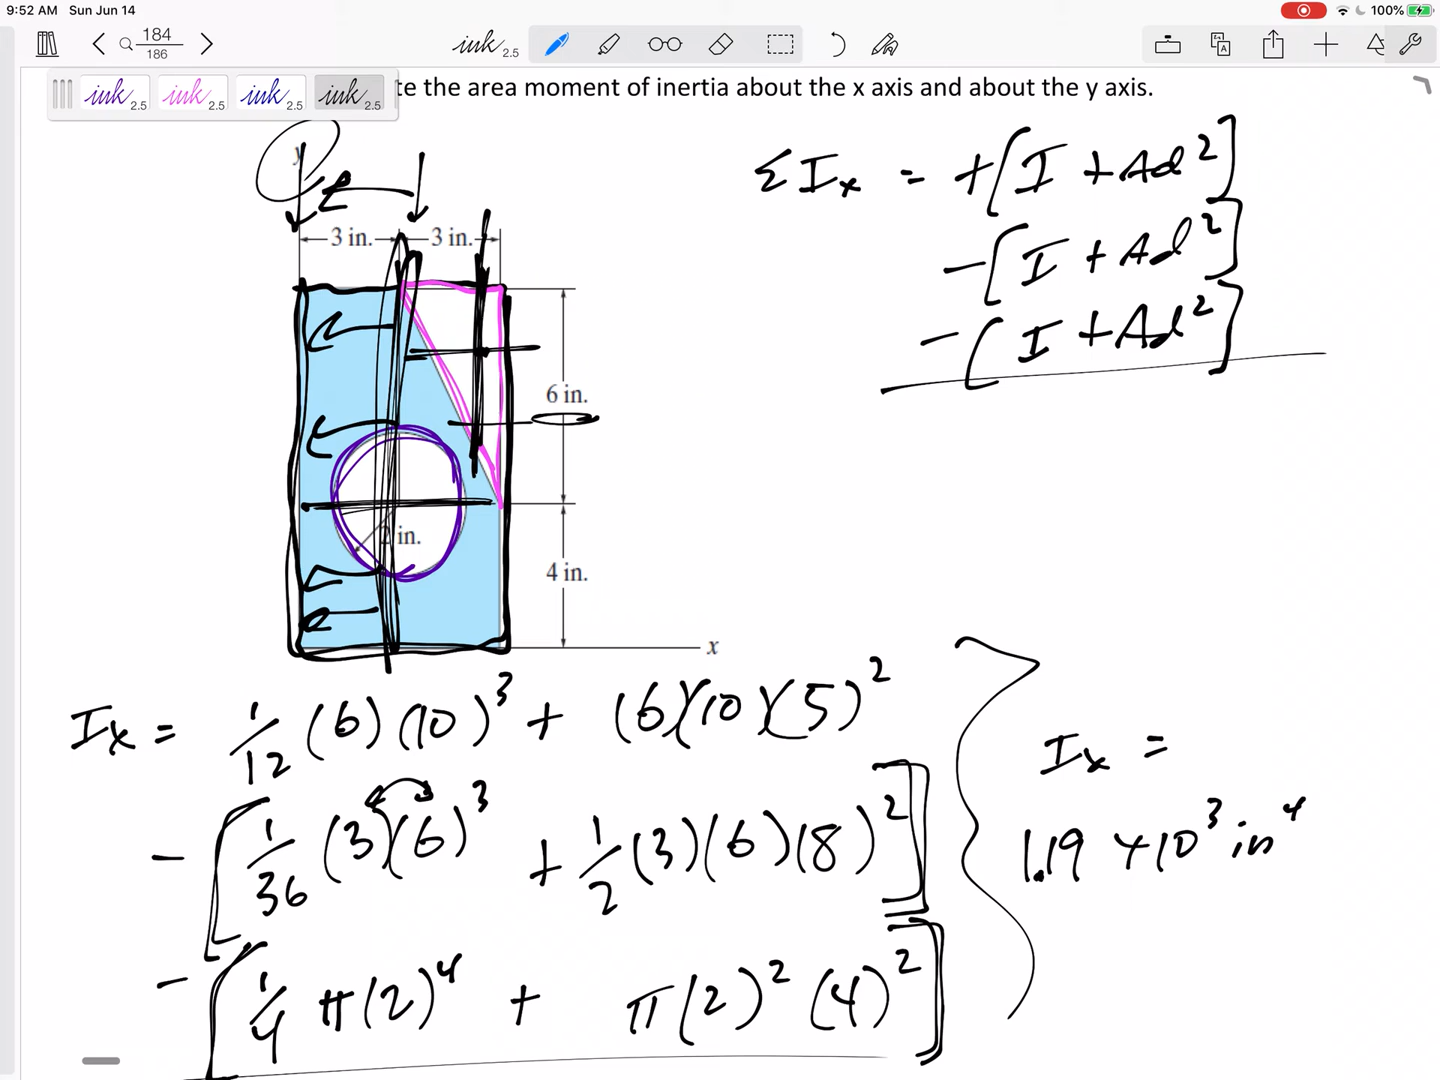 9:52 AM Sun Jun 14
100%
184
186
ink 2.5
ink 2.5 ink 2.5 ink 2.5 ink 2.5
te the area moment of inertia about the x axis and about the y axis.
y
3 in. 3 in.
6 in.
2 in.
4 in.
x
ΣIx = +[I + Ad²]
-[I + Ad²]
-[I + Ad²]
Ix = 1/12 (6)(10)³ + (6)(10)(5)²
- [1/36 (3)(6)³ + 1/2 (3)(6)(8)²]
- [1/4 π(2)⁴ + π(2)² (4)²]
Ix =
1.19 x10³ in⁴